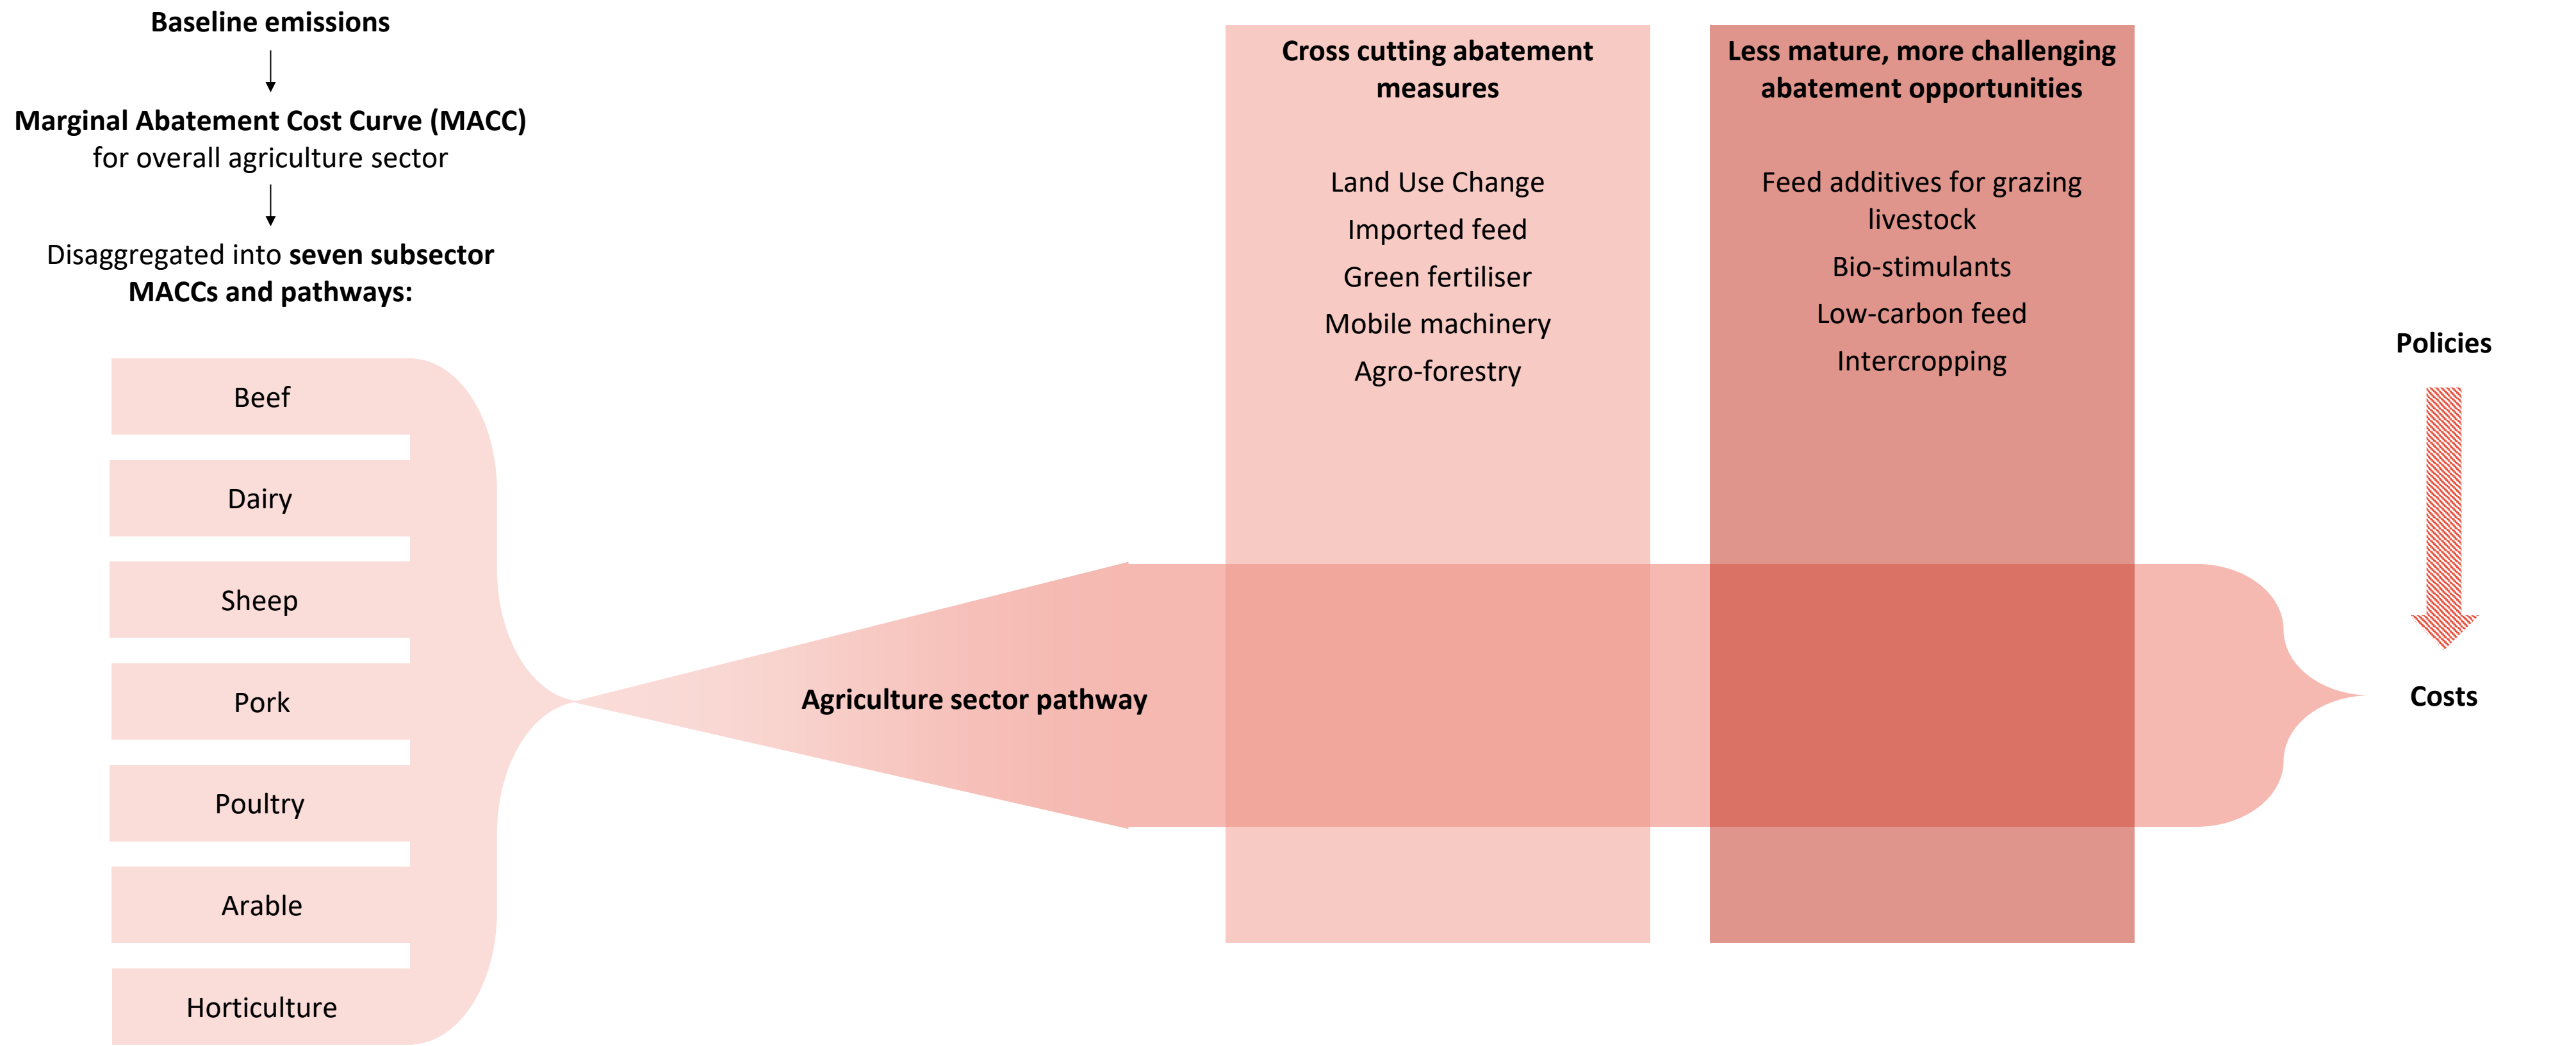 Baseline emissions
Marginal Abatement Cost Curve (MACC)
for overall agriculture sector
Disaggregated into seven subsector
MACCs and pathways:
Beef
Dairy
Sheep
Pork
Poultry
Arable
Horticulture
Agriculture sector pathway
Cross cutting abatement
measures
Land Use Change
Imported feed
Green fertiliser
Mobile machinery
Agro-forestry
Less mature, more challenging
abatement opportunities
Feed additives for grazing
livestock
Bio-stimulants
Low-carbon feed
Intercropping
Policies
Costs